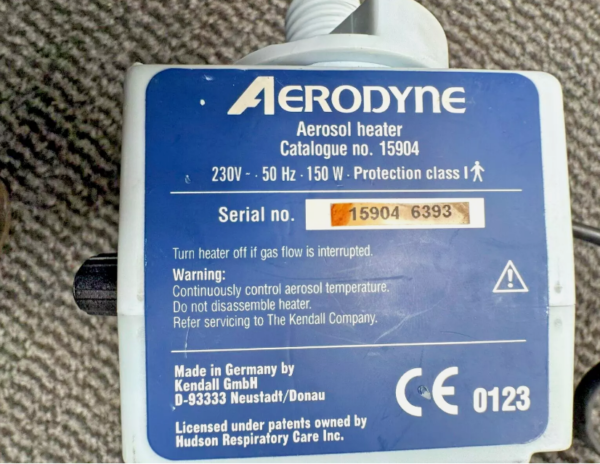 AERODYNE
Aerosol heater
Catalogue no. 15904
230V ~ · 50 Hz · 150 W · Protection class I
Serial no. 15904 6393
Turn heater off if gas flow is interrupted.
Warning:
Continuously control aerosol temperature.
Do not disassemble heater.
Refer servicing to The Kendall Company.
Made in Germany by
Kendall GmbH
D-93333 Neustadt/Donau
CE 0123
Licensed under patents owned by
Hudson Respiratory Care Inc.